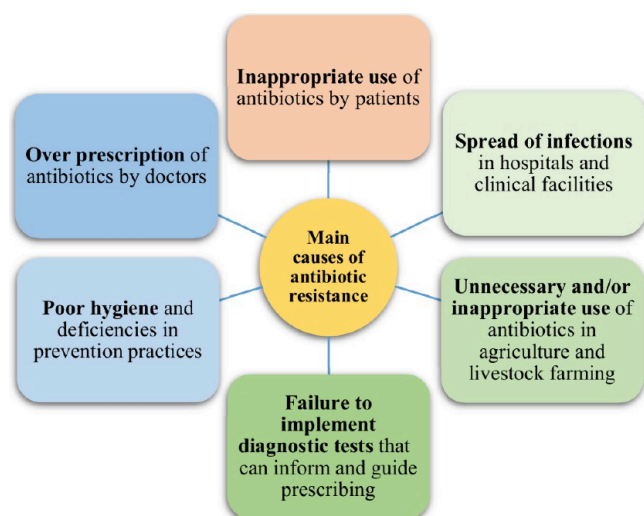 Inappropriate use of
antibiotics by patients
Over prescription of
antibiotics by doctors
Spread of infections
in hospitals and
clinical facilities
Main
causes of
antibiotic
resistance
Poor hygiene and
deficiencies in
prevention practices
Unnecessary and/or
inappropriate use of
antibiotics in
agriculture and
livestock farming
Failure to
implement
diagnostic tests that
can inform and guide
prescribing